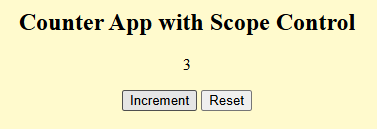 Counter App with Scope Control
3
Increment Reset